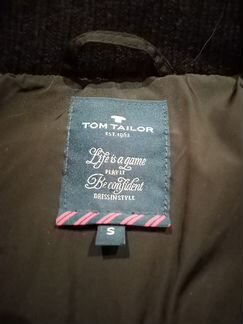 TOM TAILOR
EST. 1962
Life is a game
PLAY IT
Be confident
DRESS IN STYLE
S